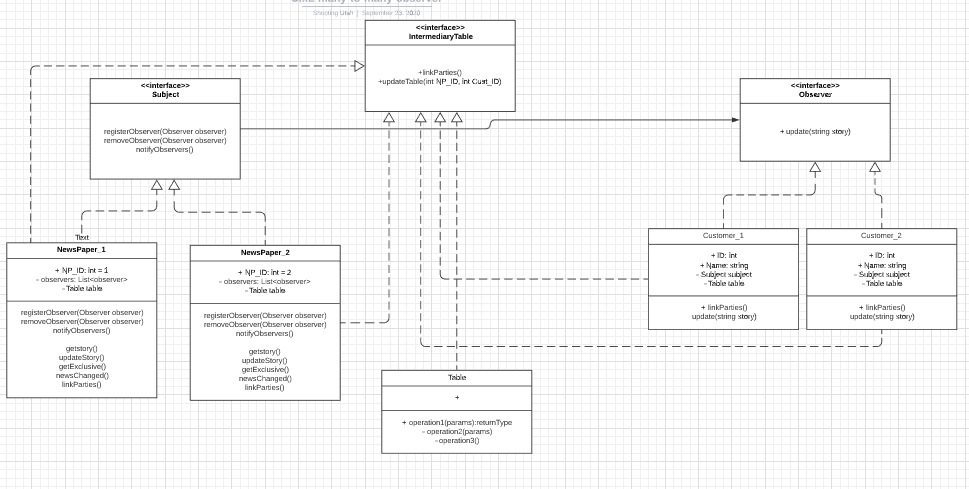 many to many observer
Shooting Utah | September 23, 2020
<<interface>>
IntermediaryTable
+linkParties()
+updateTable(int NP_ID, int Cust_ID)
<<interface>>
Subject
registerObserver(Observer observer)
removeObserver(Observer observer)
notifyObservers()
<<interface>>
Observer
+ update(string story)
Text
NewsPaper_1
+ NP_ID: int = 1
- observers: List<observer>
- Table table
registerObserver(Observer observer)
removeObserver(Observer observer)
notifyObservers()
getstory()
updateStory()
getExclusive()
newsChanged()
linkParties()
NewsPaper_2
+ NP_ID: int = 2
- observers: List<observer>
- Table table
registerObserver(Observer observer)
removeObserver(Observer observer)
notifyObservers()
getstory()
updateStory()
getExclusive()
newsChanged()
linkParties()
Customer_1
+ ID: int
+ Name: string
- Subject subject
- Table table
+ linkParties()
update(string story)
Customer_2
+ ID: int
+ Name: string
- Subject subject
- Table table
+ linkParties()
update(string story)
Table
+
+ operation1(params):returnType
- operation2(params)
- operation3()